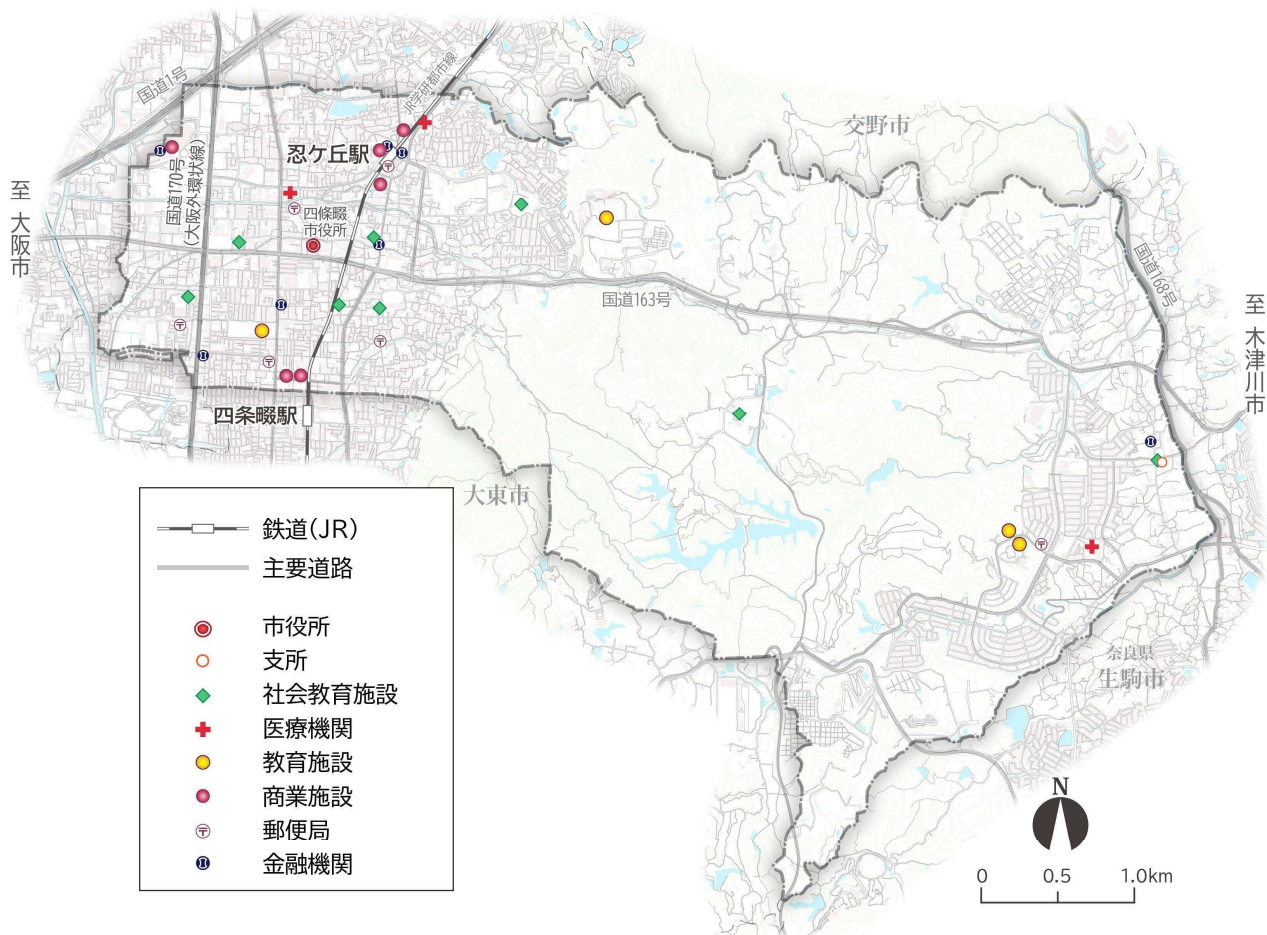 国道1号
JR学研都市線
交野市
忍ケ丘駅
至 大阪市
国道170号
(大阪外環状線)
四條畷
市役所
国道163号
国道168号
至 木津川市
四条畷駅
大東市
奈良県
生駒市
鉄道(JR)
主要道路
市役所
支所
社会教育施設
医療機関
教育施設
商業施設
郵便局
金融機関
N
0 0.5 1.0km